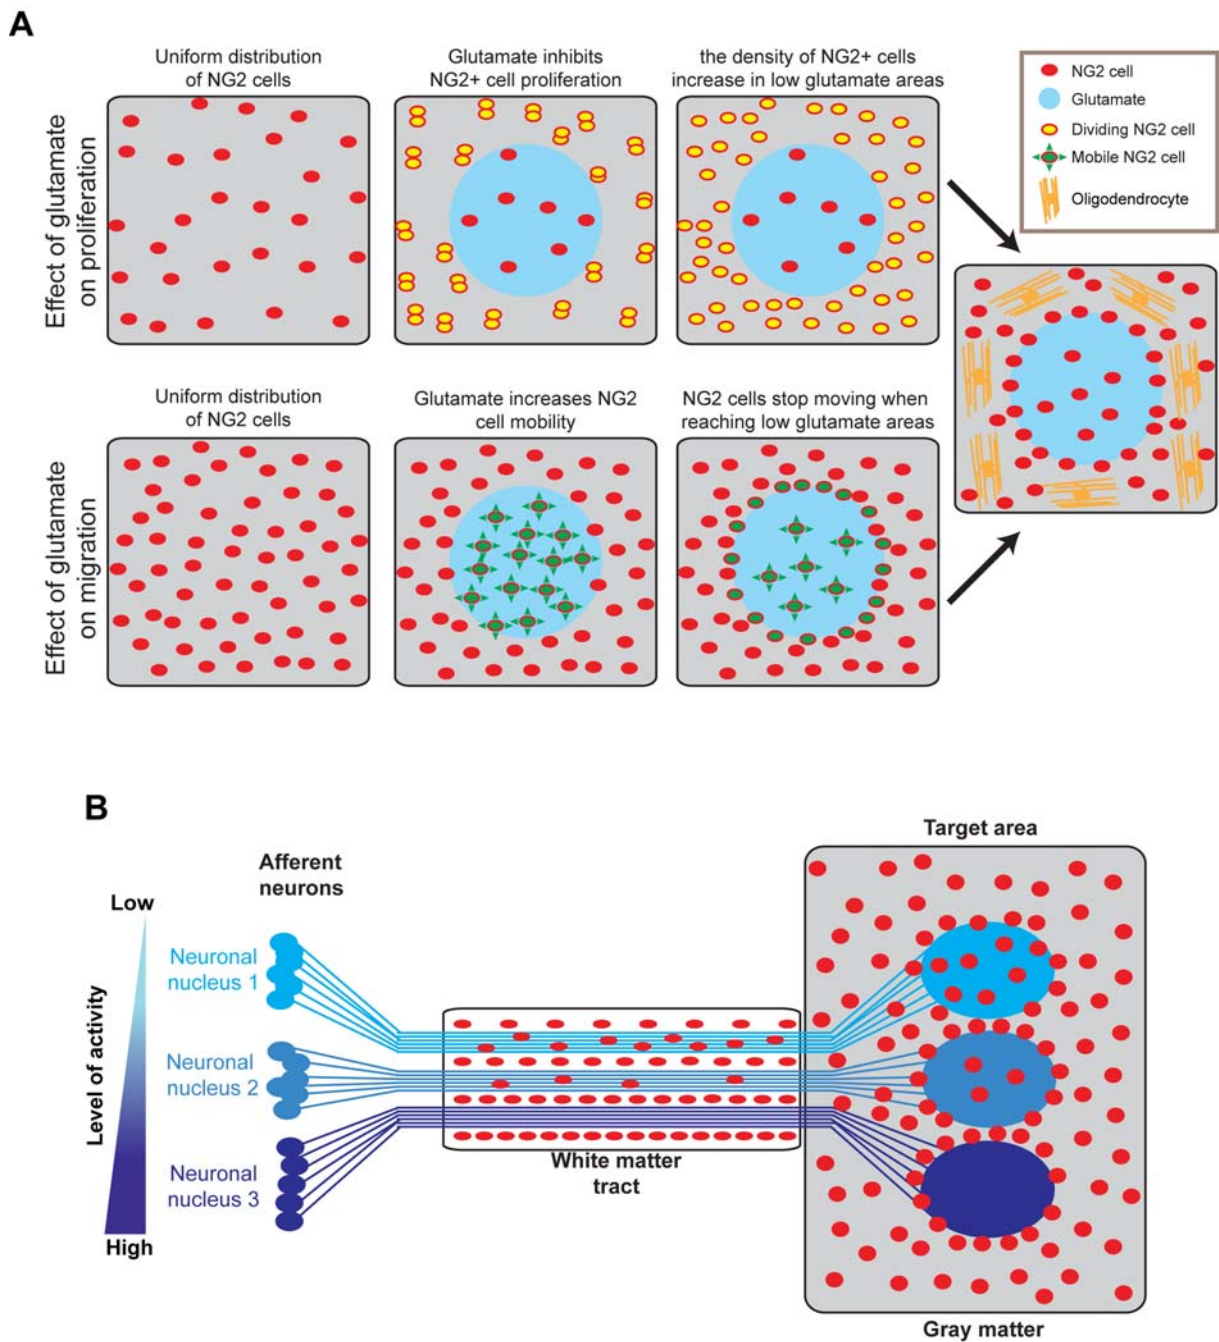 A
Uniform distribution
of NG2 cells
Glutamate inhibits
NG2+ cell proliferation
the density of NG2+ cells
increase in low glutamate areas
Effect of glutamate
on proliferation
NG2 cell
Glutamate
Dividing NG2 cell
Mobile NG2 cell
Oligodendrocyte
Uniform distribution
of NG2 cells
Glutamate increases NG2
cell mobility
NG2 cells stop moving when
reaching low glutamate areas
Effect of glutamate
on migration
B
Afferent
neurons
Target area
Low
Level of activity
High
Neuronal
nucleus 1
Neuronal
nucleus 2
Neuronal
nucleus 3
White matter
tract
Gray matter